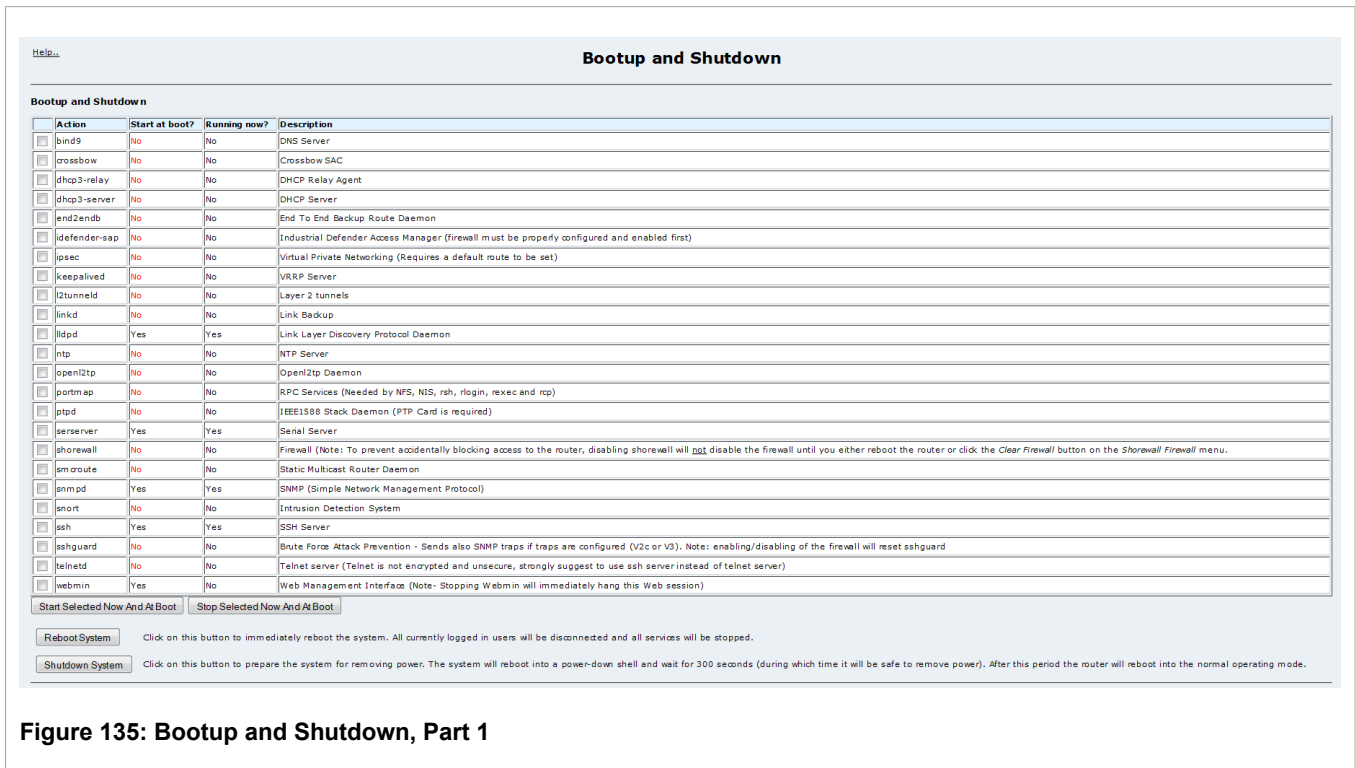 Help..
Bootup and Shutdown
Bootup and Shutdown
Action Start at boot? Running now? Description
bind9 No No DNS Server
crossbow No No Crossbow SAC
dhcp3-relay No No DHCP Relay Agent
dhcp3-server No No DHCP Server
end2endb No No End To End Backup Route Daemon
idefender-sap No No Industrial Defender Access Manager (firewall must be properly configured and enabled first)
ipsec No No Virtual Private Networking (Requires a default route to be set)
keepalived No No VRRP Server
l2tunneld No No Layer 2 tunnels
linkd No No Link Backup
lldpd Yes Yes Link Layer Discovery Protocol Daemon
ntp No No NTP Server
openl2tp No No Openl2tp Daemon
portmap No No RPC Services (Needed by NFS, NIS, rsh, rlogin, rexec and rcp)
ptpd No No IEEE1588 Stack Daemon (PTP Card is required)
serserver Yes Yes Serial Server
shorewall No No Firewall (Note: To prevent accidentally blocking access to the router, disabling shorewall will not disable the firewall until you either reboot the router or click the Clear Firewall button on the Shorewall Firewall menu.
smcroute No No Static Multicast Router Daemon
snmpd Yes Yes SNMP (Simple Network Management Protocol)
snort No No Intrusion Detection System
ssh Yes Yes SSH Server
sshguard No No Brute Force Attack Prevention - Sends also SNMP traps if traps are configured (V2c or V3). Note: enabling/disabling of the firewall will reset sshguard
telnetd No No Telnet server (Telnet is not encrypted and unsecure, strongly suggest to use ssh server instead of telnet server)
webmin Yes No Web Management Interface (Note- Stopping Webmin will immediately hang this Web session)
Start Selected Now And At Boot Stop Selected Now And At Boot
Reboot System Click on this button to immediately reboot the system. All currently logged in users will be disconnected and all services will be stopped.
Shutdown System Click on this button to prepare the system for removing power. The system will reboot into a power-down shell and wait for 300 seconds (during which time it will be safe to remove power). After this period the router will reboot into the normal operating mode.
Figure 135: Bootup and Shutdown, Part 1